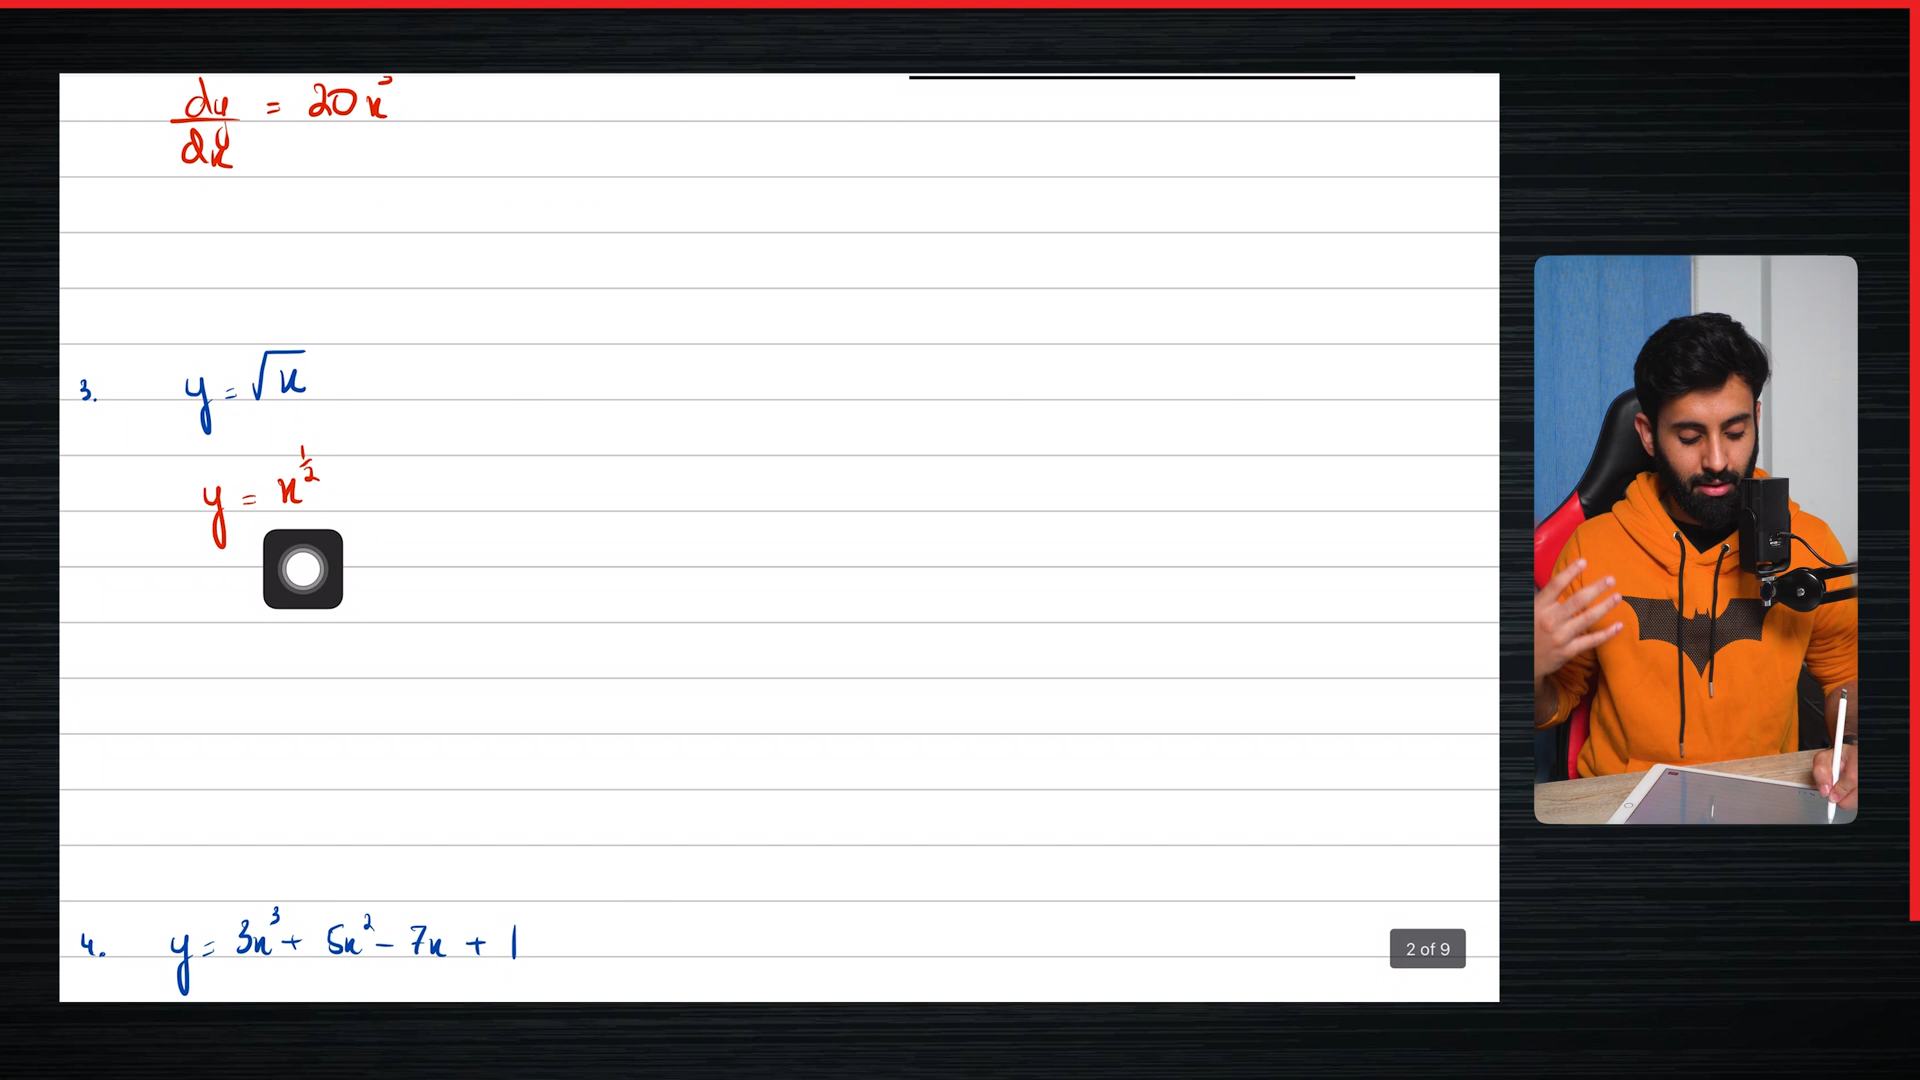 dy/dx = 20x³
3. y = √x
y = x^½
4. y = 3x³ + 5x² - 7x + 1
2 of 9